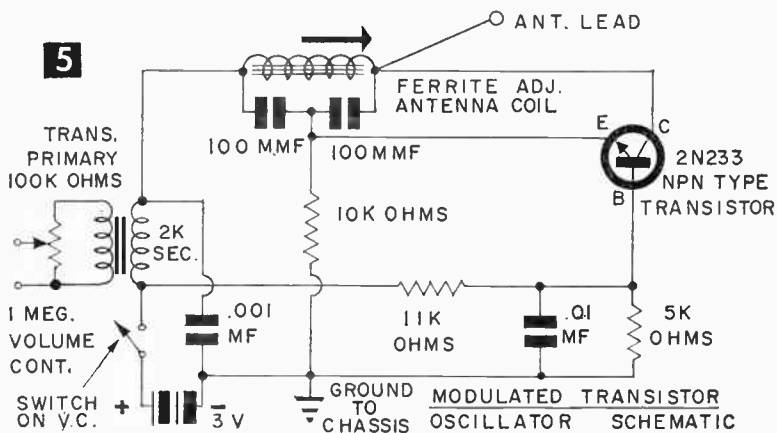 5
ANT. LEAD
FERRITE ADJ.
ANTENNA COIL
100 MMF
100 MMF
E
C
B
2N233
NPN TYPE
TRANSISTOR
TRANS.
PRIMARY
100K OHMS
10K OHMS
2K
SEC.
1 MEG.
VOLUME
CONT.
.001
MF
11K
OHMS
.01
MF
5K
OHMS
SWITCH
ON V.C.
+
-
3 V
GROUND
TO
CHASSIS
MODULATED TRANSISTOR
OSCILLATOR SCHEMATIC